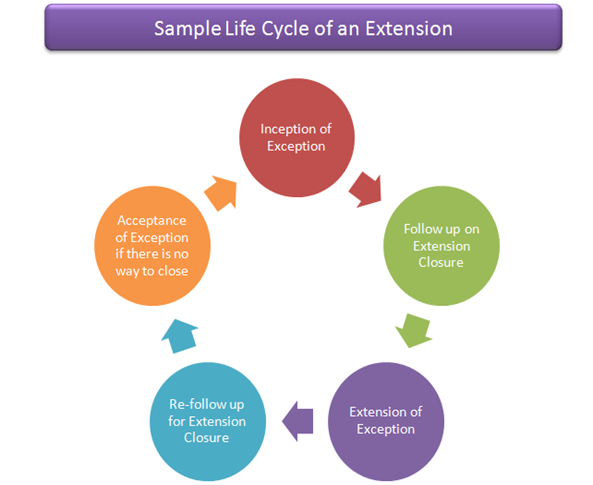 Sample Life Cycle of an Extension
Inception of
Exception
Follow up on
Extension
Closure
Extension of
Exception
Re-follow up
for Extension
Closure
Acceptance
of Exception
if there is no
way to close